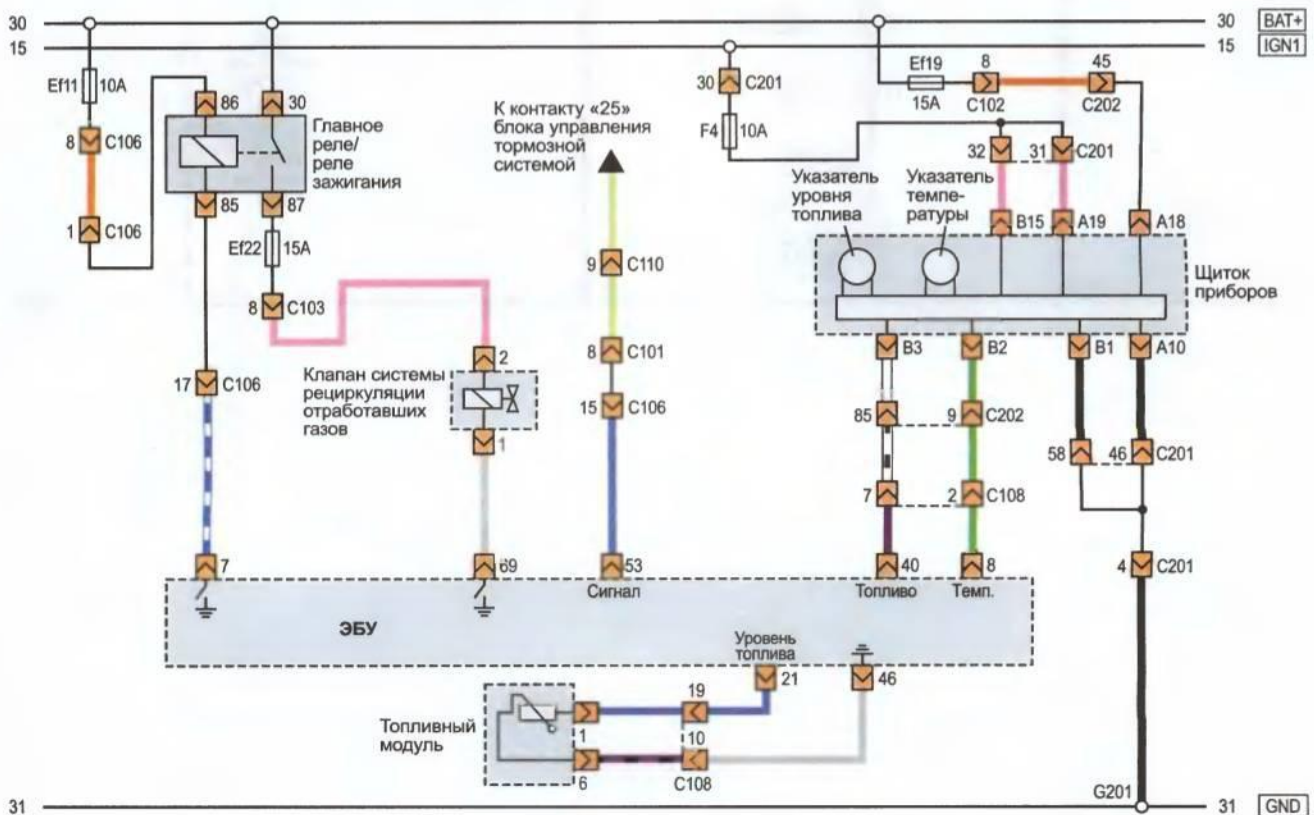 30
30
BAT+
15
15
IGN1
Ef11
10A
86
30
Главное
реле/
реле
зажигания
8
C106
1
C106
85
87
Ef22
15A
8
C103
17
C106
К контакту «25»
блока управления
тормозной
системой
9
C110
8
C101
15
C106
Клапан системы
рециркуляции
отработавших
газов
2
1
30
C201
F4
10A
Ef19
15A
8
C102
45
C202
32
31
C201
Указатель
уровня
топлива
Указатель
темпе-
ратуры
B15
A19
A18
Щиток
приборов
B3
B2
B1
A10
85
9
C202
58
46
C201
7
2
C108
7
69
53
40
8
4
C201
Сигнал
Топливо
Темп.
ЭБУ
Уровень
топлива
21
46
Топливный
модуль
1
19
10
6
C108
G201
31
31
GND